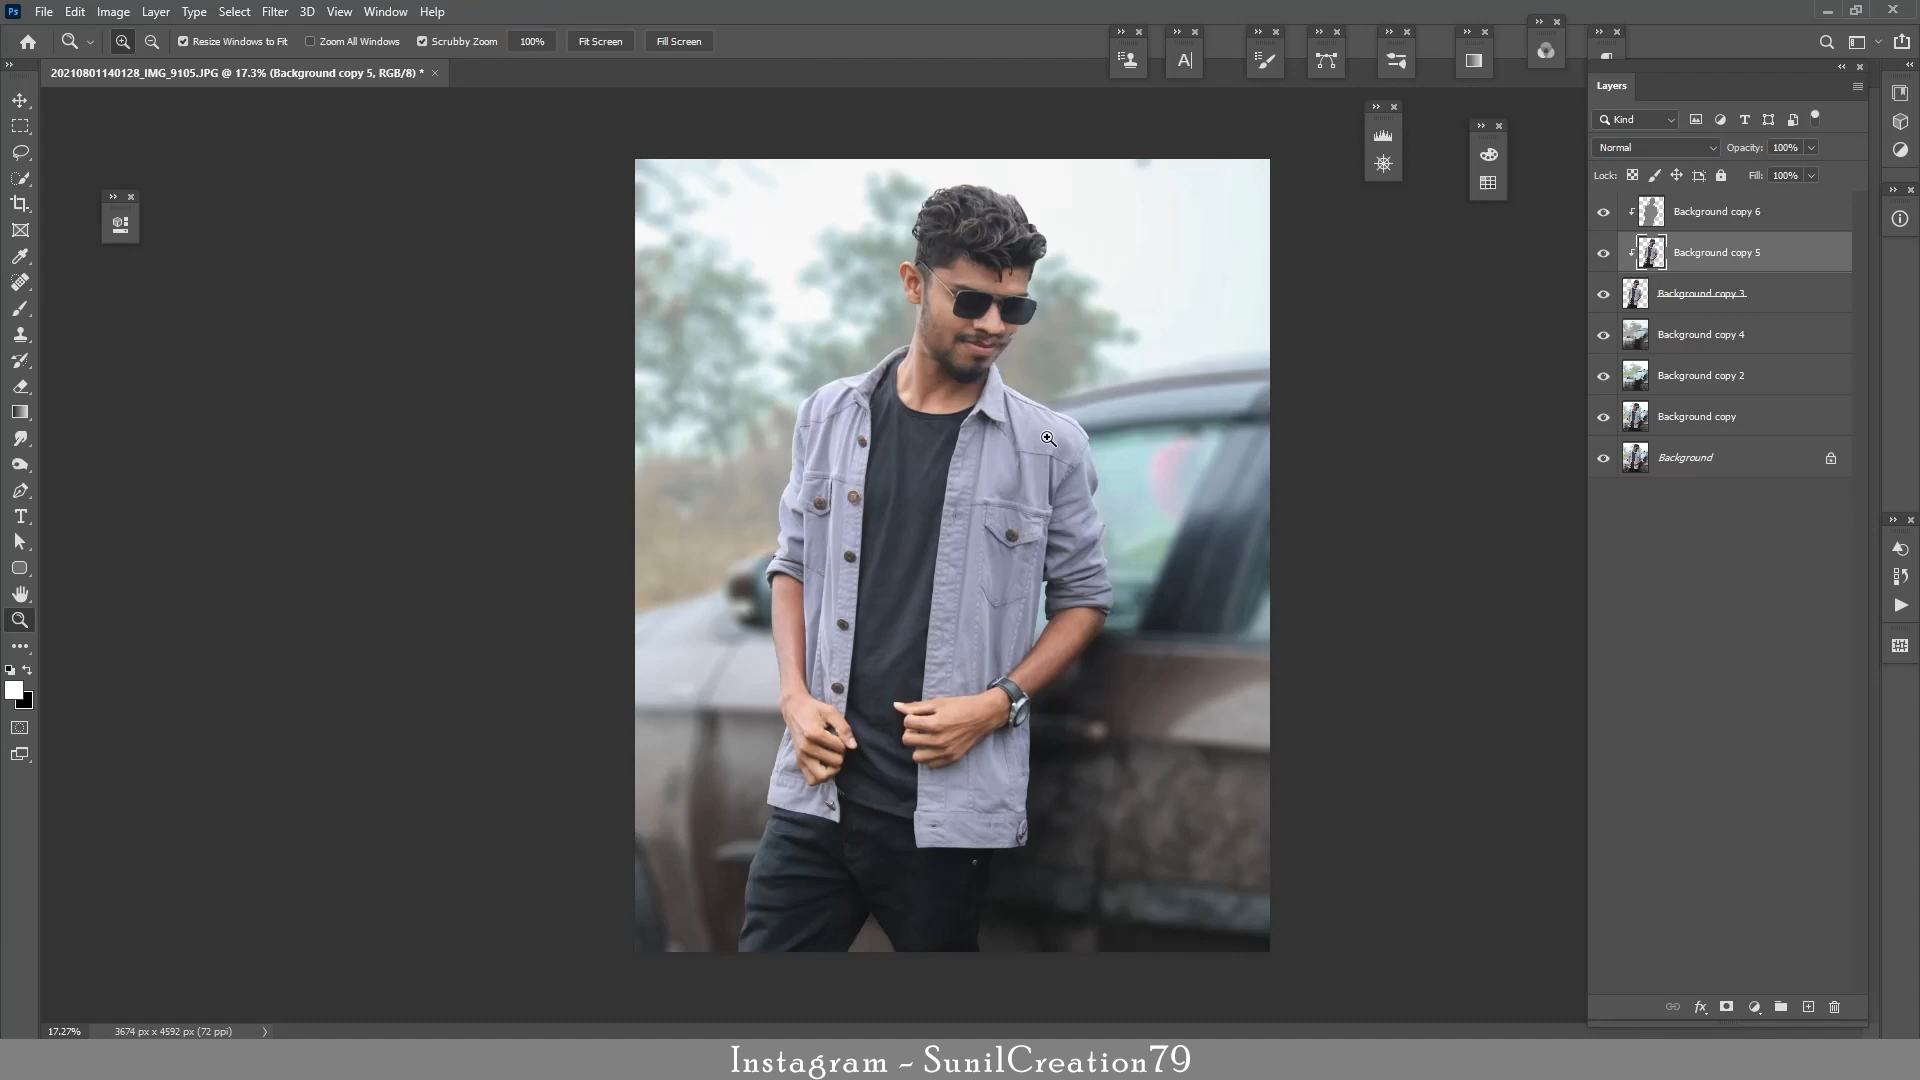 Ps File Edit Image Layer Type Select Filter 3D View Window Help
Resize Windows to Fit Zoom All Windows Scrubby Zoom 100% Fit Screen Fill Screen
20210801140128_IMG_9105.JPG @ 17.3% (Background copy 5, RGB/8) *
Layers
Kind
Normal Opacity: 100%
Lock: Fill: 100%
Background copy 6
Background copy 5
Background copy 3
Background copy 4
Background copy 2
Background copy
Background
17.27% 3674 px x 4592 px (72 ppi)
Instagram - SunilCreation79